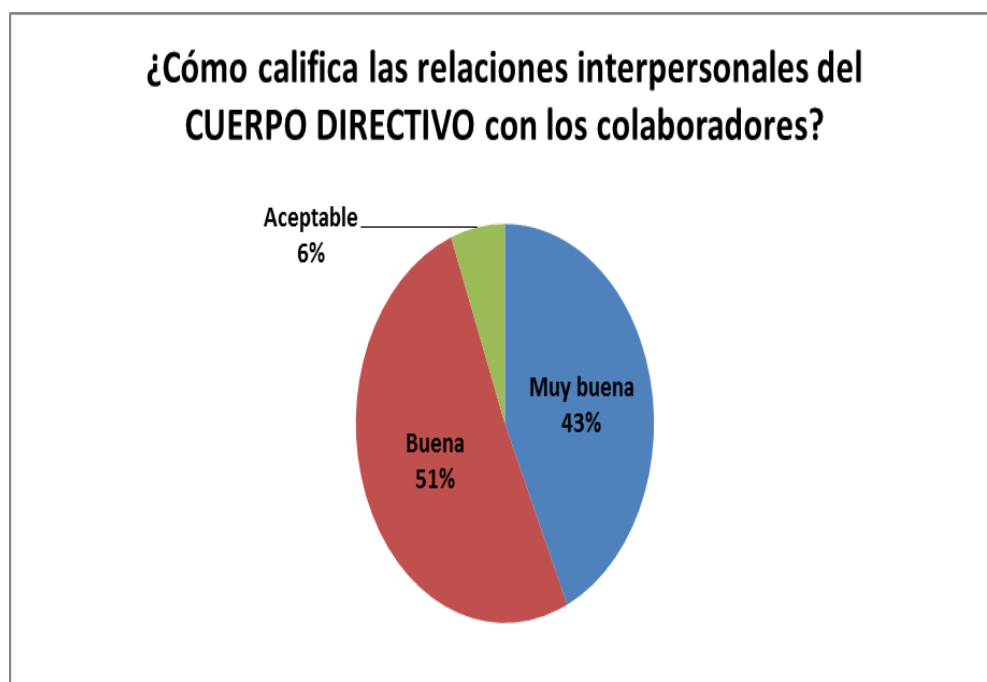 ¿Cómo califica las relaciones interpersonales del
CUERPO DIRECTIVO con los colaboradores?
Aceptable
6%
Muy buena
43%
Buena
51%